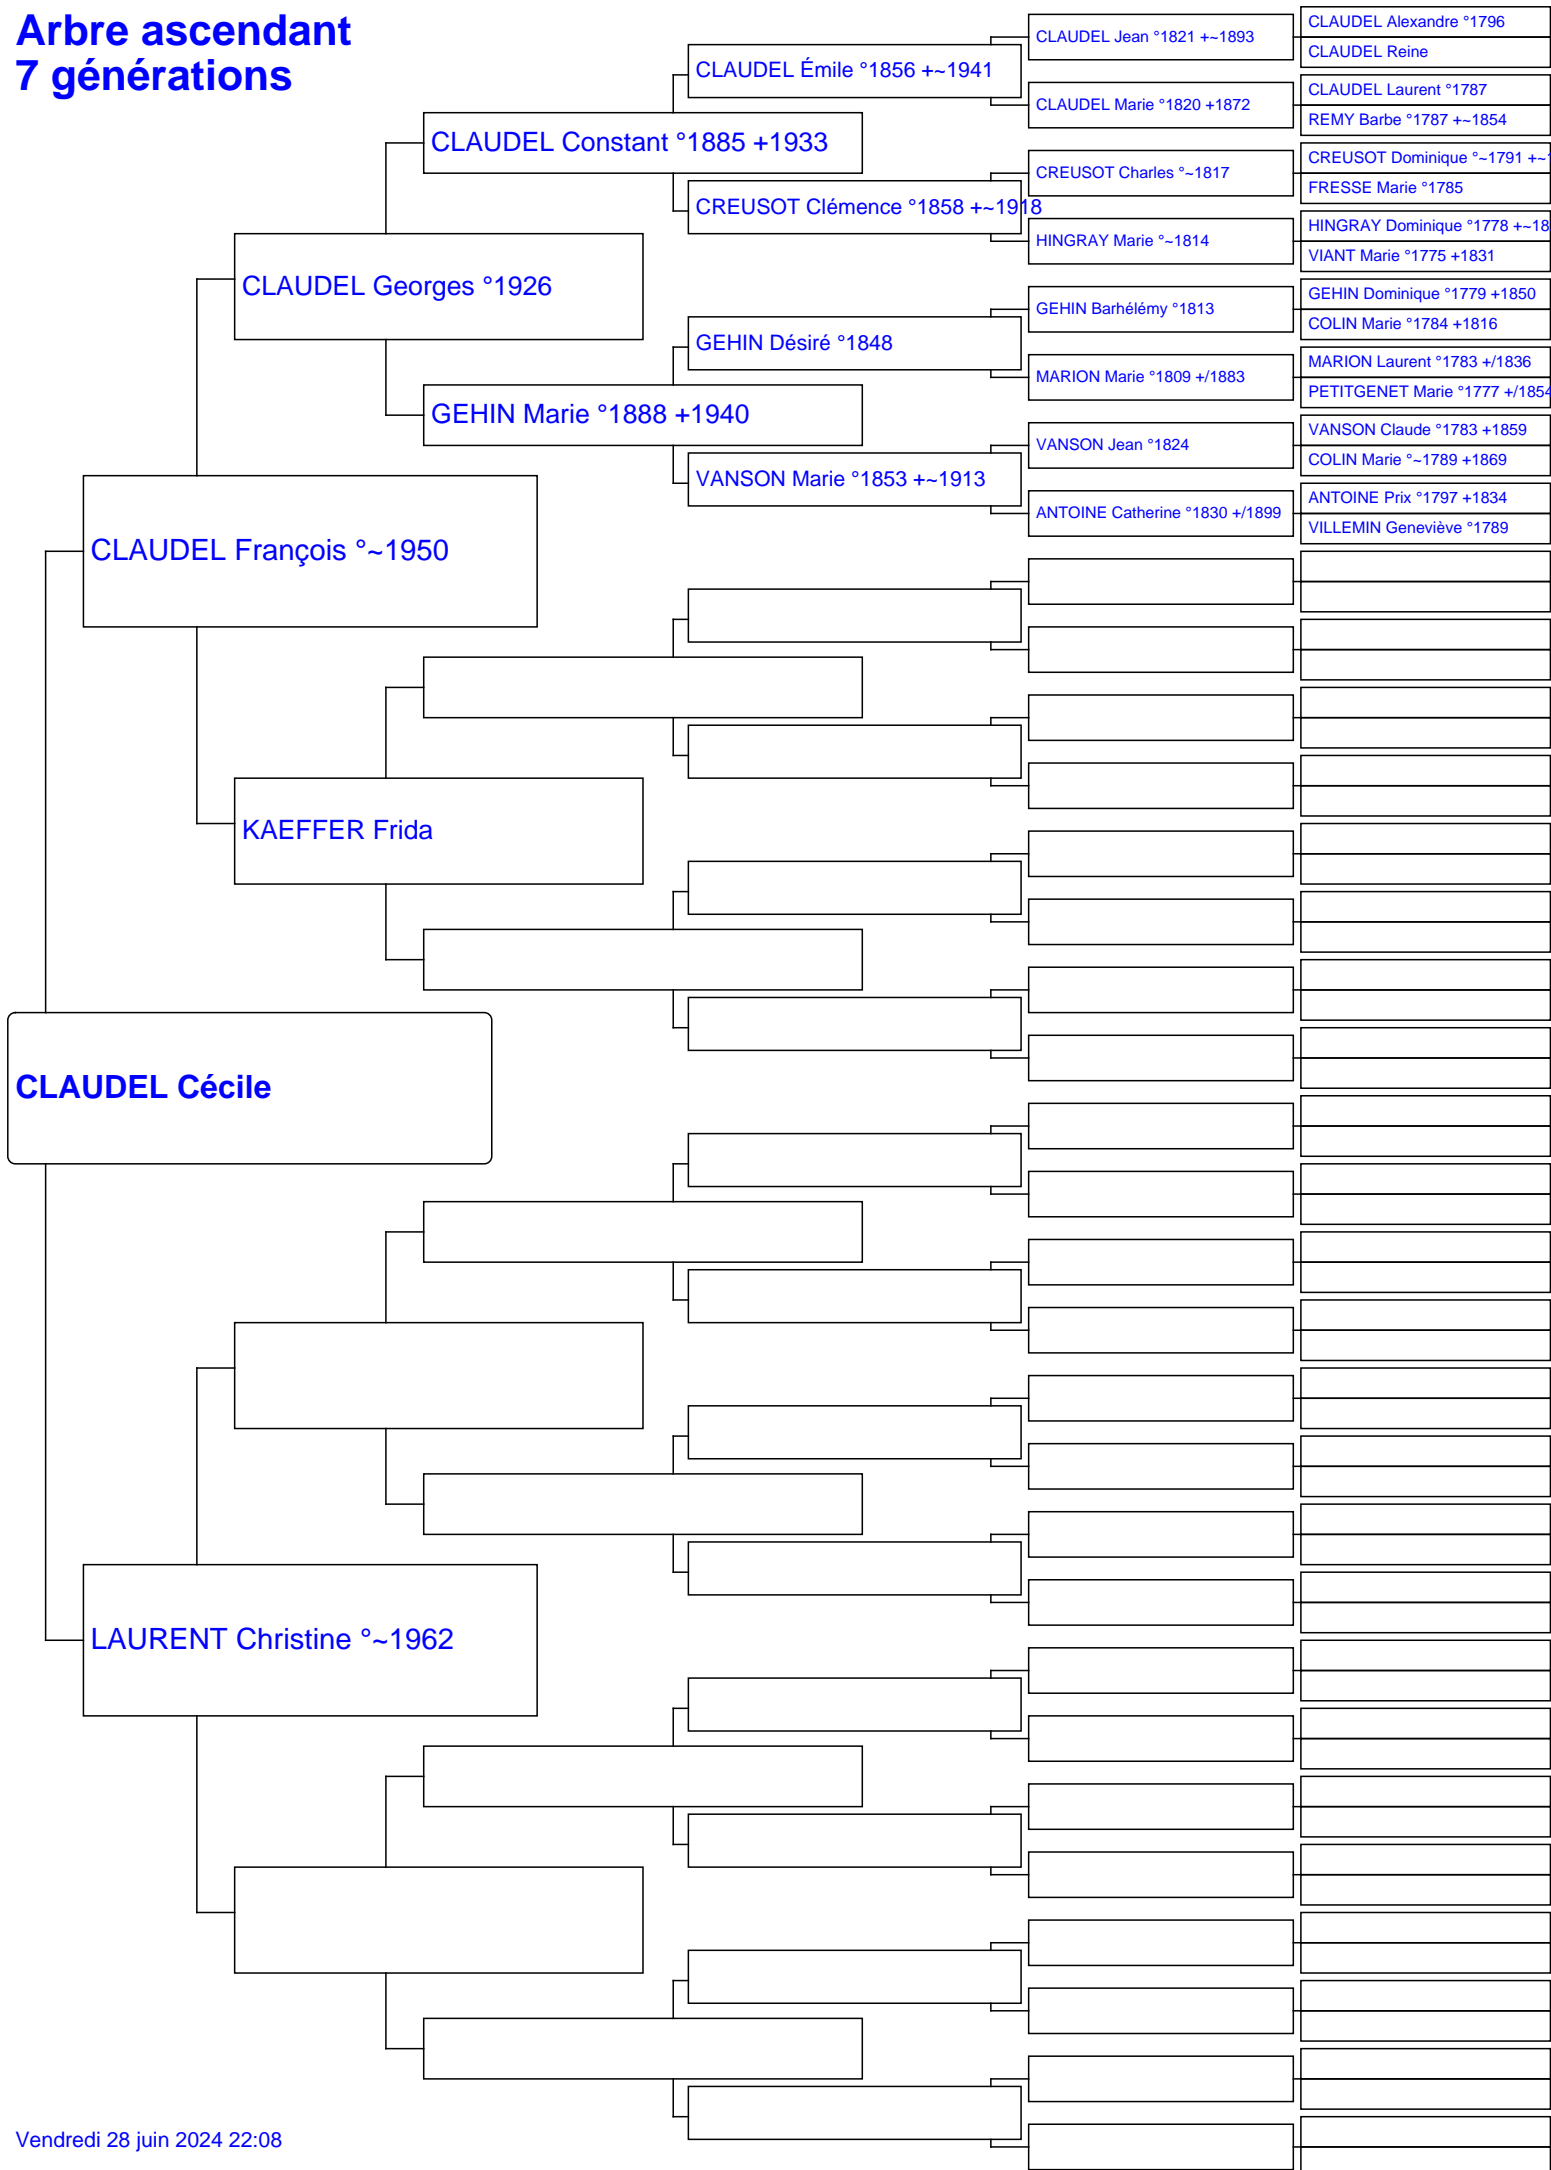 Arbre ascendant
7 générations
CLAUDEL Cécile
CLAUDEL François °~1950
LAURENT Christine °~1962
CLAUDEL Georges °1926
KAEFFER Frida
CLAUDEL Constant °1885 +1933
GEHIN Marie °1888 +1940
CLAUDEL Émile °1856 +~1941
CREUSOT Clémence °1858 +~1918
GEHIN Désiré °1848
VANSON Marie °1853 +~1913
CLAUDEL Jean °1821 +~1893
CLAUDEL Marie °1820 +1872
CREUSOT Charles °~1817
HINGRAY Marie °~1814
GEHIN Barhélémy °1813
MARION Marie °1809 +/1883
VANSON Jean °1824
ANTOINE Catherine °1830 +/1899
CLAUDEL Alexandre °1796
CLAUDEL Reine
CLAUDEL Laurent °1787
REMY Barbe °1787 +~1854
CREUSOT Dominique °~1791 +~1
FRESSE Marie °1785
HINGRAY Dominique °1778 +~18
VIANT Marie °1775 +1831
GEHIN Dominique °1779 +1850
COLIN Marie °1784 +1816
MARION Laurent °1783 +/1836
PETITGENET Marie °1777 +/1854
VANSON Claude °1783 +1859
COLIN Marie °~1789 +1869
ANTOINE Prix °1797 +1834
VILLEMIN Geneviève °1789
Vendredi 28 juin 2024 22:08